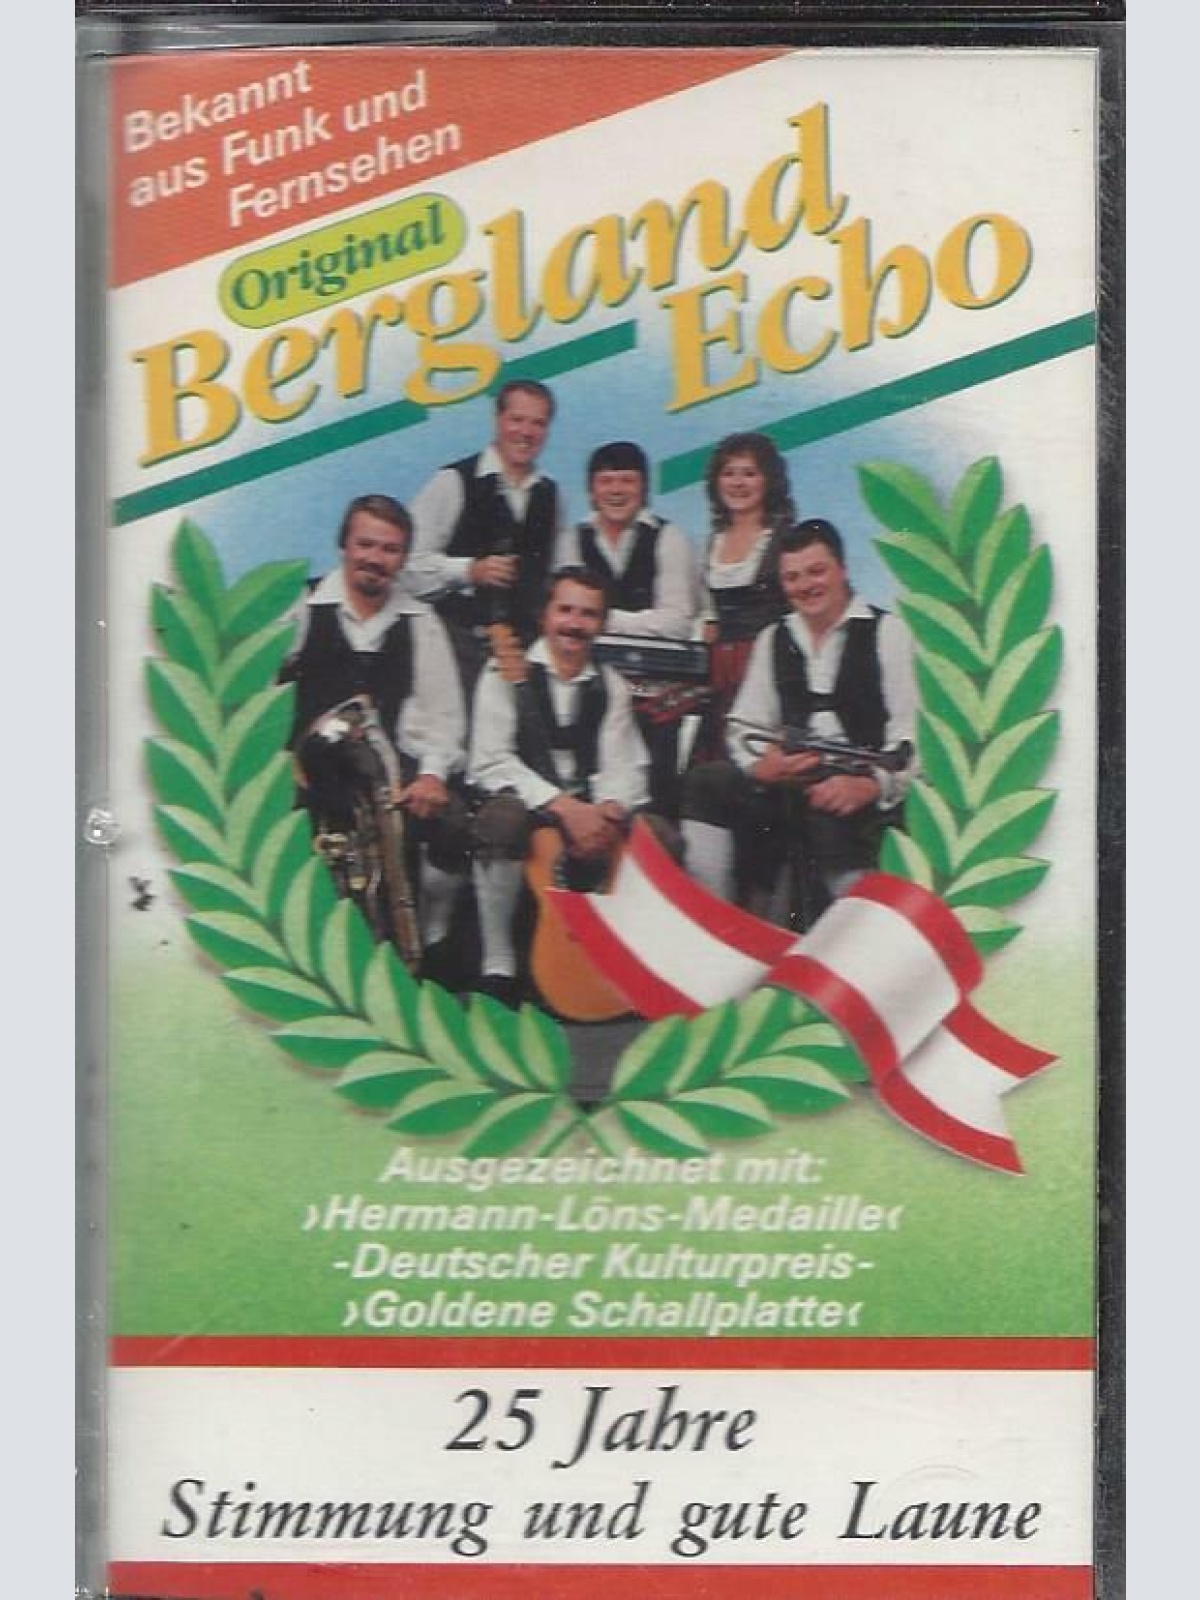 Bekannt
aus Funk und
Fernsehen
Original
Bergland
Echo
Ausgezeichnet mit:
›Hermann-Löns-Medaille‹
-Deutscher Kulturpreis-
›Goldene Schallplatte‹
25 Jahre
Stimmung und gute Laune